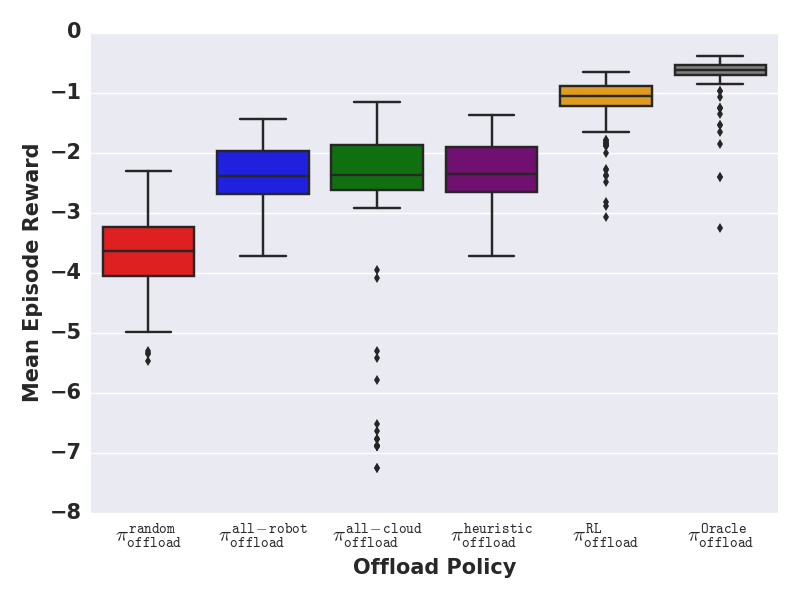 0
−1
−2
−3
−4
−5
−6
−7
−8
Mean Episode Reward
π^random_offload
π^all−robot_offload
π^all−cloud_offload
π^heuristic_offload
π^RL_offload
π^Oracle_offload
Offload Policy